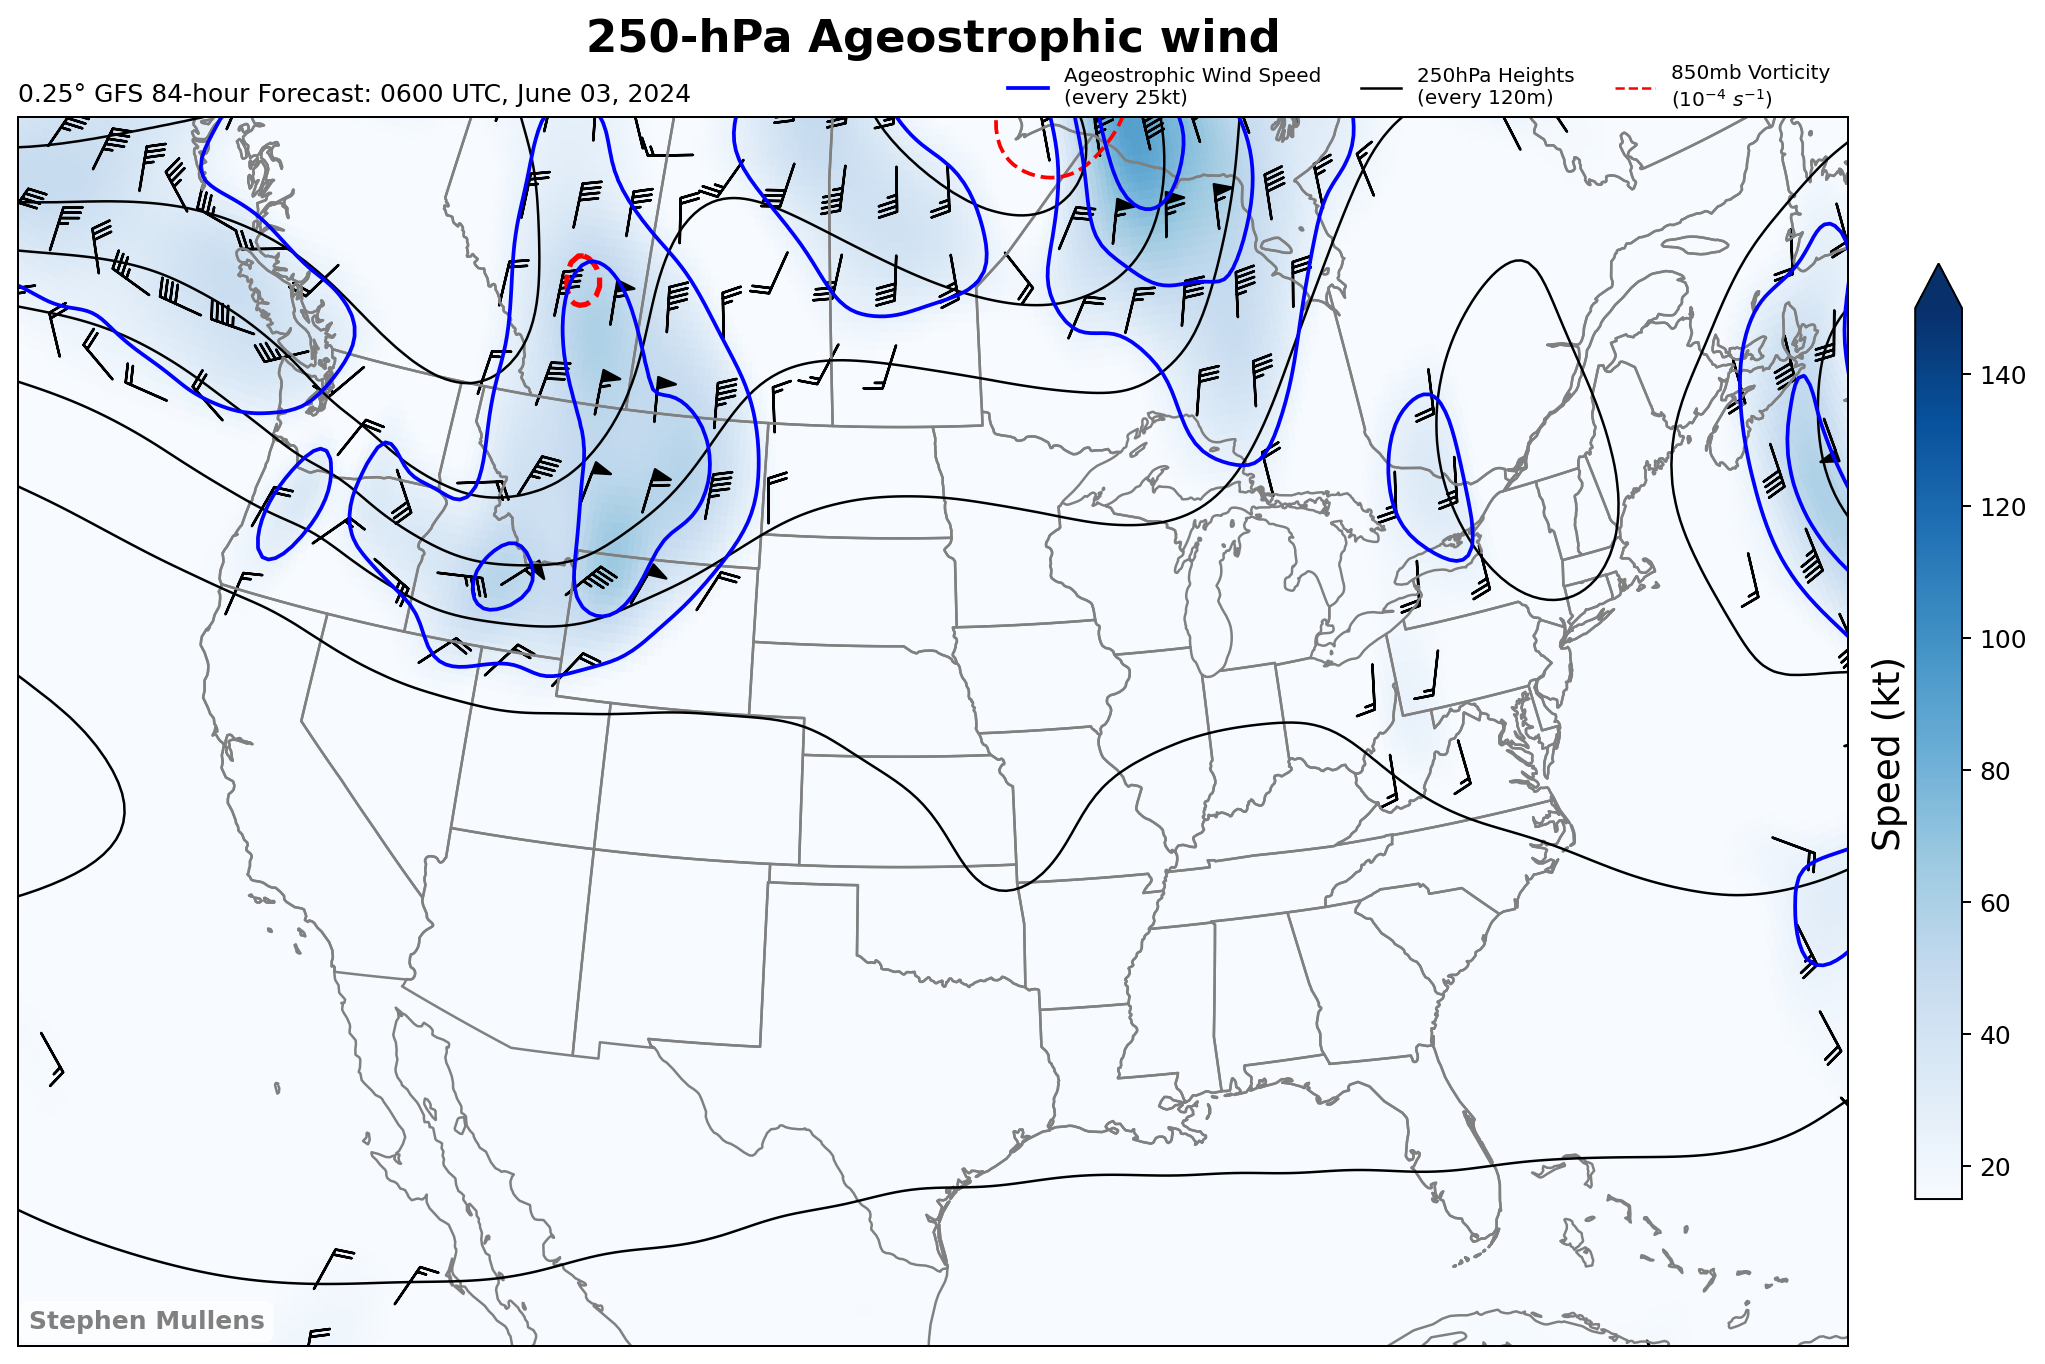 250-hPa Ageostrophic wind
0.25° GFS 84-hour Forecast: 0600 UTC, June 03, 2024
Ageostrophic Wind Speed
(every 25kt)
250hPa Heights
(every 120m)
850mb Vorticity
(10⁻⁴ s⁻¹)
140
120
100
80
60
40
20
Speed (kt)
Stephen Mullens